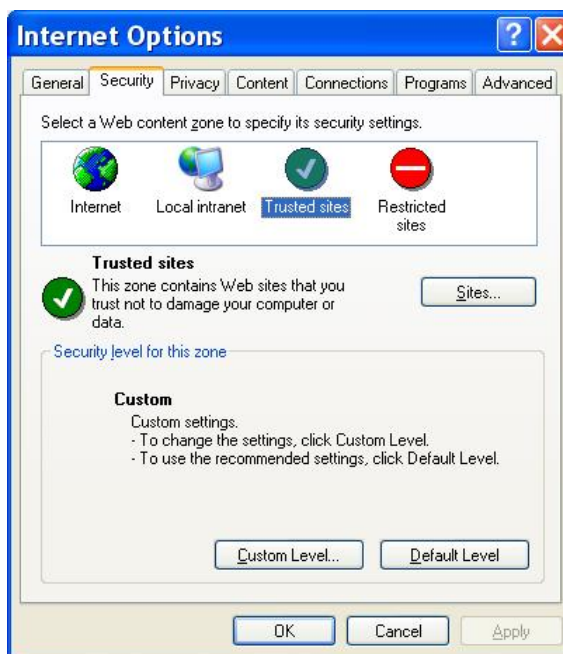 Internet Options
General Security Privacy Content Connections Programs Advanced
Select a Web content zone to specify its security settings.
Internet Local intranet Trusted sites Restricted
sites
Trusted sites
This zone contains Web sites that you
trust not to damage your computer or
data.
Sites...
Security level for this zone
Custom
Custom settings.
- To change the settings, click Custom Level.
- To use the recommended settings, click Default Level.
Custom Level... Default Level
OK Cancel Apply